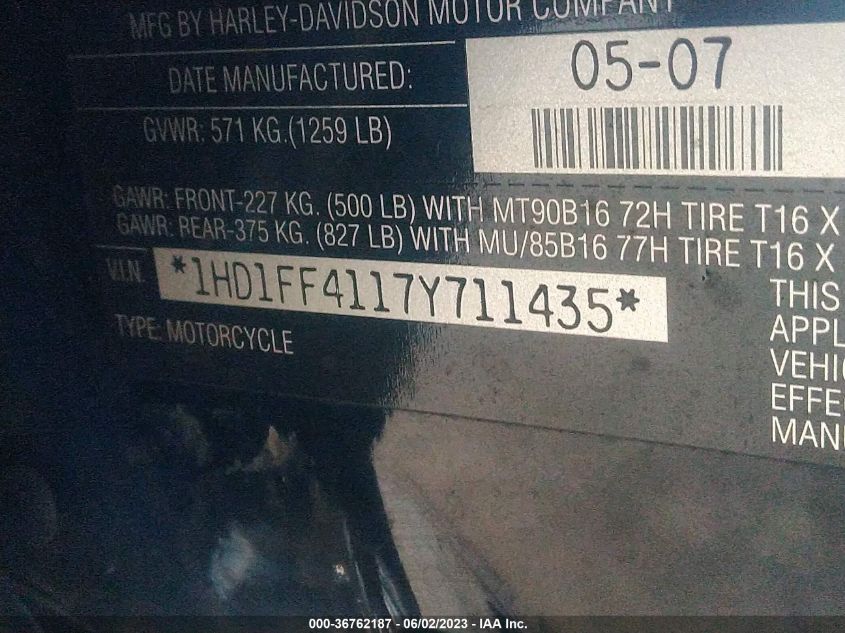 MFG BY HARLEY-DAVIDSON MOTOR COMPANY
DATE MANUFACTURED:
05-07
GVWR: 571 KG.(1259 LB)
GAWR: FRONT-227 KG. (500 LB) WITH MT90B16 72H TIRE T16 X
GAWR: REAR-375 KG. (827 LB) WITH MU/85B16 77H TIRE T16 X
V.I.N. *1HD1FF4117Y711435*
TYPE: MOTORCYCLE
THIS
APPL
VEHIC
EFFE
MANU
000-36762187 - 06/02/2023 - IAA Inc.